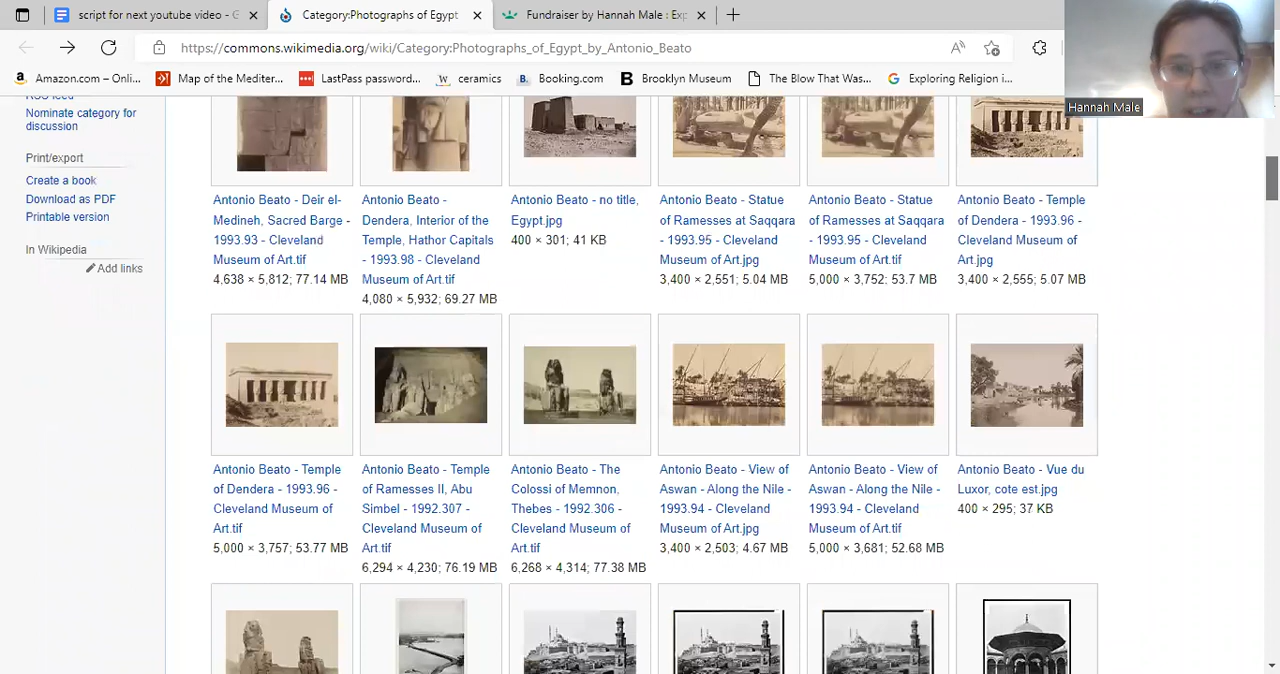 script for next youtube video - G
Category:Photographs of Egypt
Fundraiser by Hannah Male : Exp
https://commons.wikimedia.org/wiki/Category:Photographs_of_Egypt_by_Antonio_Beato
Amazon.com – Onli...
Map of the Mediter...
LastPass password...
ceramics
Booking.com
Brooklyn Museum
The Blow That Was...
Exploring Religion i...
Hannah Male
Nominate category for
discussion
Print/export
Create a book
Download as PDF
Printable version
In Wikipedia
Add links
Antonio Beato - Deir el-
Medineh, Sacred Barge -
1993.93 - Cleveland
Museum of Art.tif
4,638 × 5,812; 77.14 MB
Antonio Beato -
Dendera, Interior of the
Temple, Hathor Capitals
- 1993.98 - Cleveland
Museum of Art.tif
4,080 × 5,932; 69.27 MB
Antonio Beato - no title,
Egypt.jpg
400 × 301; 41 KB
Antonio Beato - Statue
of Ramesses at Saqqara
- 1993.95 - Cleveland
Museum of Art.jpg
3,400 × 2,551; 5.04 MB
Antonio Beato - Statue
of Ramesses at Saqqara
- 1993.95 - Cleveland
Museum of Art.tif
5,000 × 3,752; 53.7 MB
Antonio Beato - Temple
of Dendera - 1993.96 -
Cleveland Museum of
Art.jpg
3,400 × 2,555; 5.07 MB
Antonio Beato - Temple
of Dendera - 1993.96 -
Cleveland Museum of
Art.tif
5,000 × 3,757; 53.77 MB
Antonio Beato - Temple
of Ramesses II, Abu
Simbel - 1992.307 -
Cleveland Museum of
Art.tif
6,294 × 4,230; 76.19 MB
Antonio Beato - The
Colossi of Memnon,
Thebes - 1992.306 -
Cleveland Museum of
Art.tif
6,268 × 4,314; 77.38 MB
Antonio Beato - View of
Aswan - Along the Nile -
1993.94 - Cleveland
Museum of Art.jpg
3,400 × 2,503; 4.67 MB
Antonio Beato - View of
Aswan - Along the Nile -
1993.94 - Cleveland
Museum of Art.tif
5,000 × 3,681; 52.68 MB
Antonio Beato - Vue du
Luxor, cote est.jpg
400 × 295; 37 KB